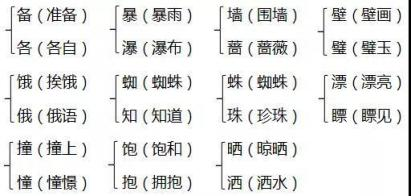 备（准备） 暴（暴雨） 墙（围墙） 壁（壁画）
各（各自） 瀑（瀑布） 蔷（蔷薇） 璧（璧玉）
饿（挨饿） 蜘（蜘蛛） 蛛（蜘蛛） 漂（漂亮）
俄（俄语） 知（知道） 珠（珍珠） 瞟（瞟见）
撞（撞上） 饱（饱和） 晒（晾晒）
憧（憧憬） 抱（拥抱） 洒（洒水）